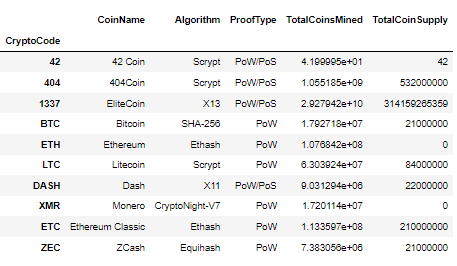 CoinName Algorithm ProofType TotalCoinsMined TotalCoinSupply
CryptoCode
42 42 Coin Scrypt PoW/PoS 4.199995e+01 42
404 404Coin Scrypt PoW/PoS 1.055185e+09 532000000
1337 EliteCoin X13 PoW/PoS 2.927942e+10 314159265359
BTC Bitcoin SHA-256 PoW 1.792718e+07 21000000
ETH Ethereum Ethash PoW 1.076842e+08 0
LTC Litecoin Scrypt PoW 6.303924e+07 84000000
DASH Dash X11 PoW/PoS 9.031294e+06 22000000
XMR Monero CryptoNight-V7 PoW 1.720114e+07 0
ETC Ethereum Classic Ethash PoW 1.133597e+08 210000000
ZEC ZCash Equihash PoW 7.383056e+06 21000000